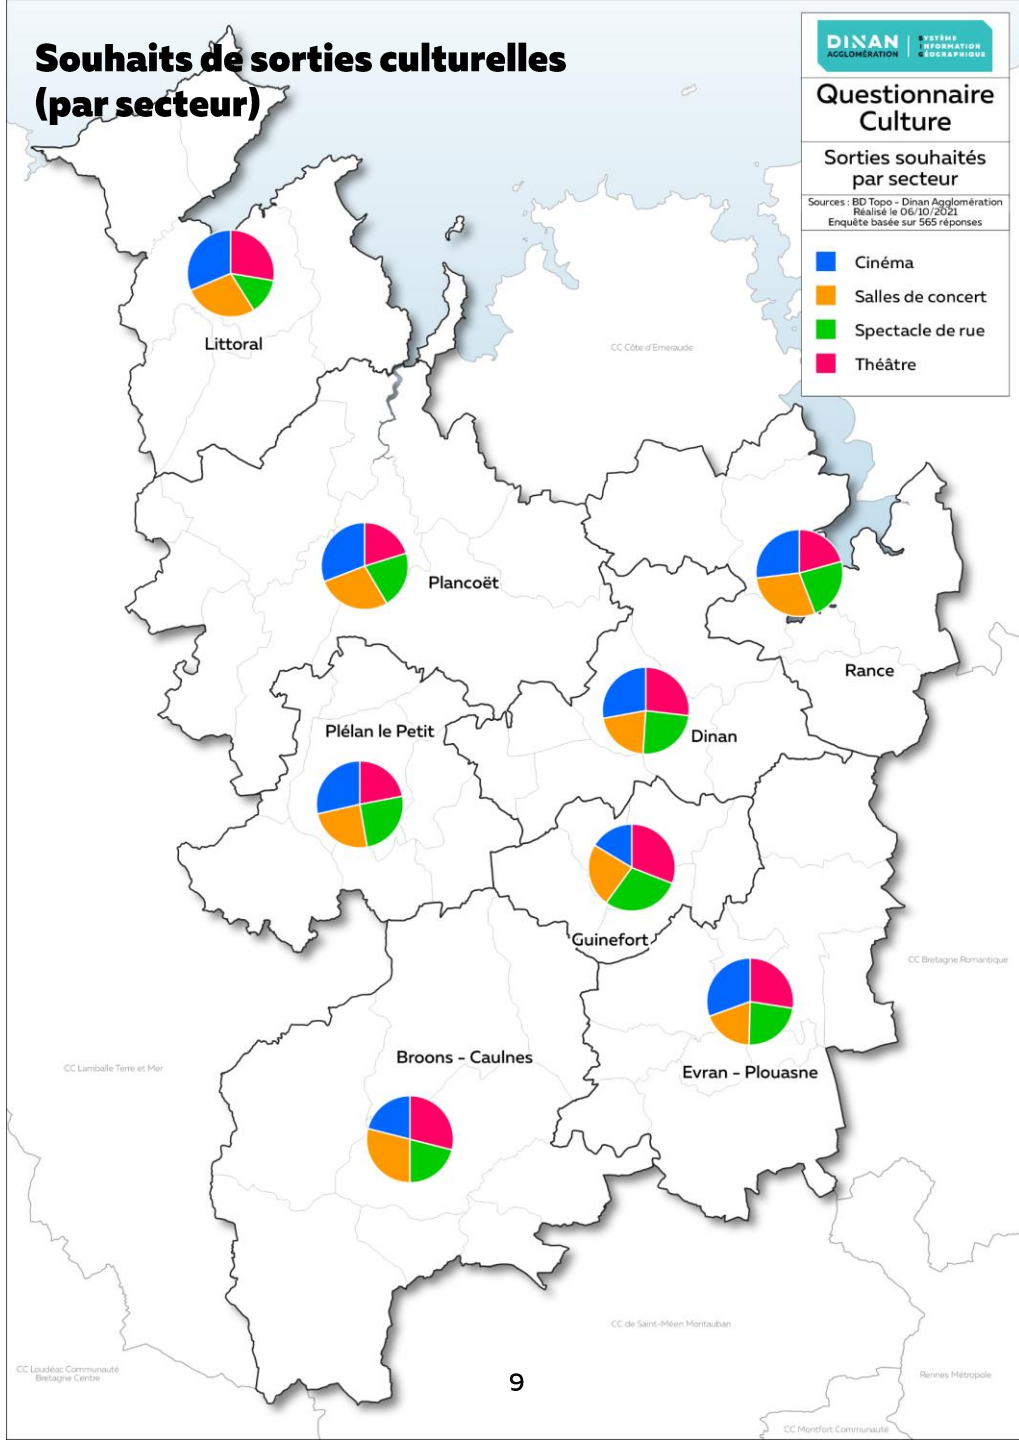 Souhaits de sorties culturelles
(par secteur)
DINAN
AGGLOMÉRATION
SYSTÈME
INFORMATION
GÉOGRAPHIQUE
Questionnaire
Culture
Sorties souhaités
par secteur
Sources : BD Topo - Dinan Agglomération
Réalisé le 06/10/2021
Enquête basée sur 565 réponses
Cinéma
Salles de concert
Spectacle de rue
Théâtre
Littoral
CC Côte d'Emeraude
Plancoët
Rance
Plélan le Petit
Dinan
Guinefort
CC Bretagne Romantique
Broons - Caulnes
CC Lamballe Terre et Mer
Evran - Plouasne
CC de Saint-Méen Montauban
CC Loudéac Communauté
Bretagne Centre
Rennes Métropole
9
CC Montfort Communauté